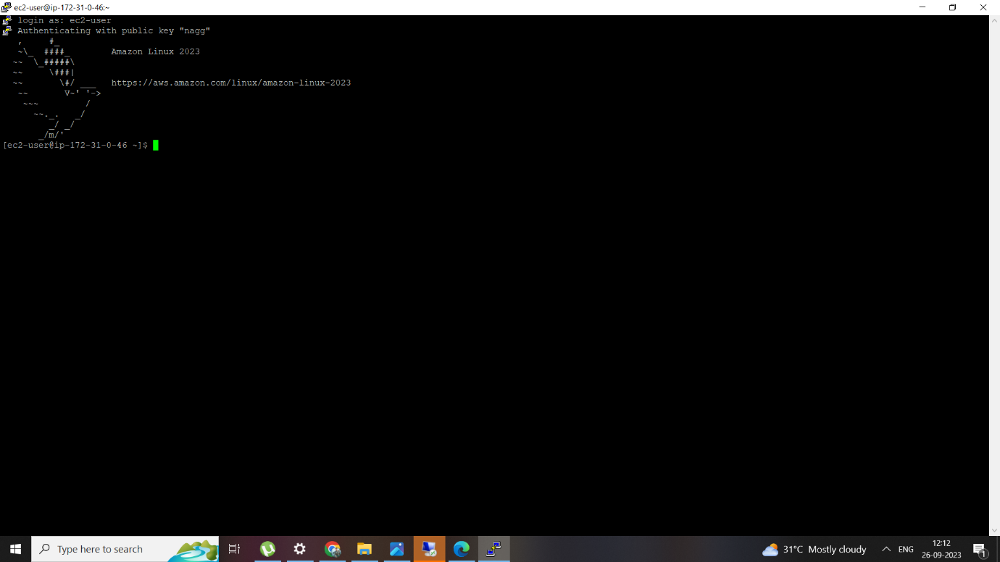 ec2-user@ip-172-31-0-46:~
login as: ec2-user
Authenticating with public key "nagg"
   ,     #_
   ~\_  ####_        Amazon Linux 2023
  ~~  \_#####\
  ~~     \###|
  ~~       \#/ ___   https://aws.amazon.com/linux/amazon-linux-2023
   ~~       V~' '->
    ~~~         /
      ~~._.   _/
         _/ _/
       _/m/'
[ec2-user@ip-172-31-0-46 ~]$
Type here to search
31°C Mostly cloudy
ENG
12:12
26-09-2023
1